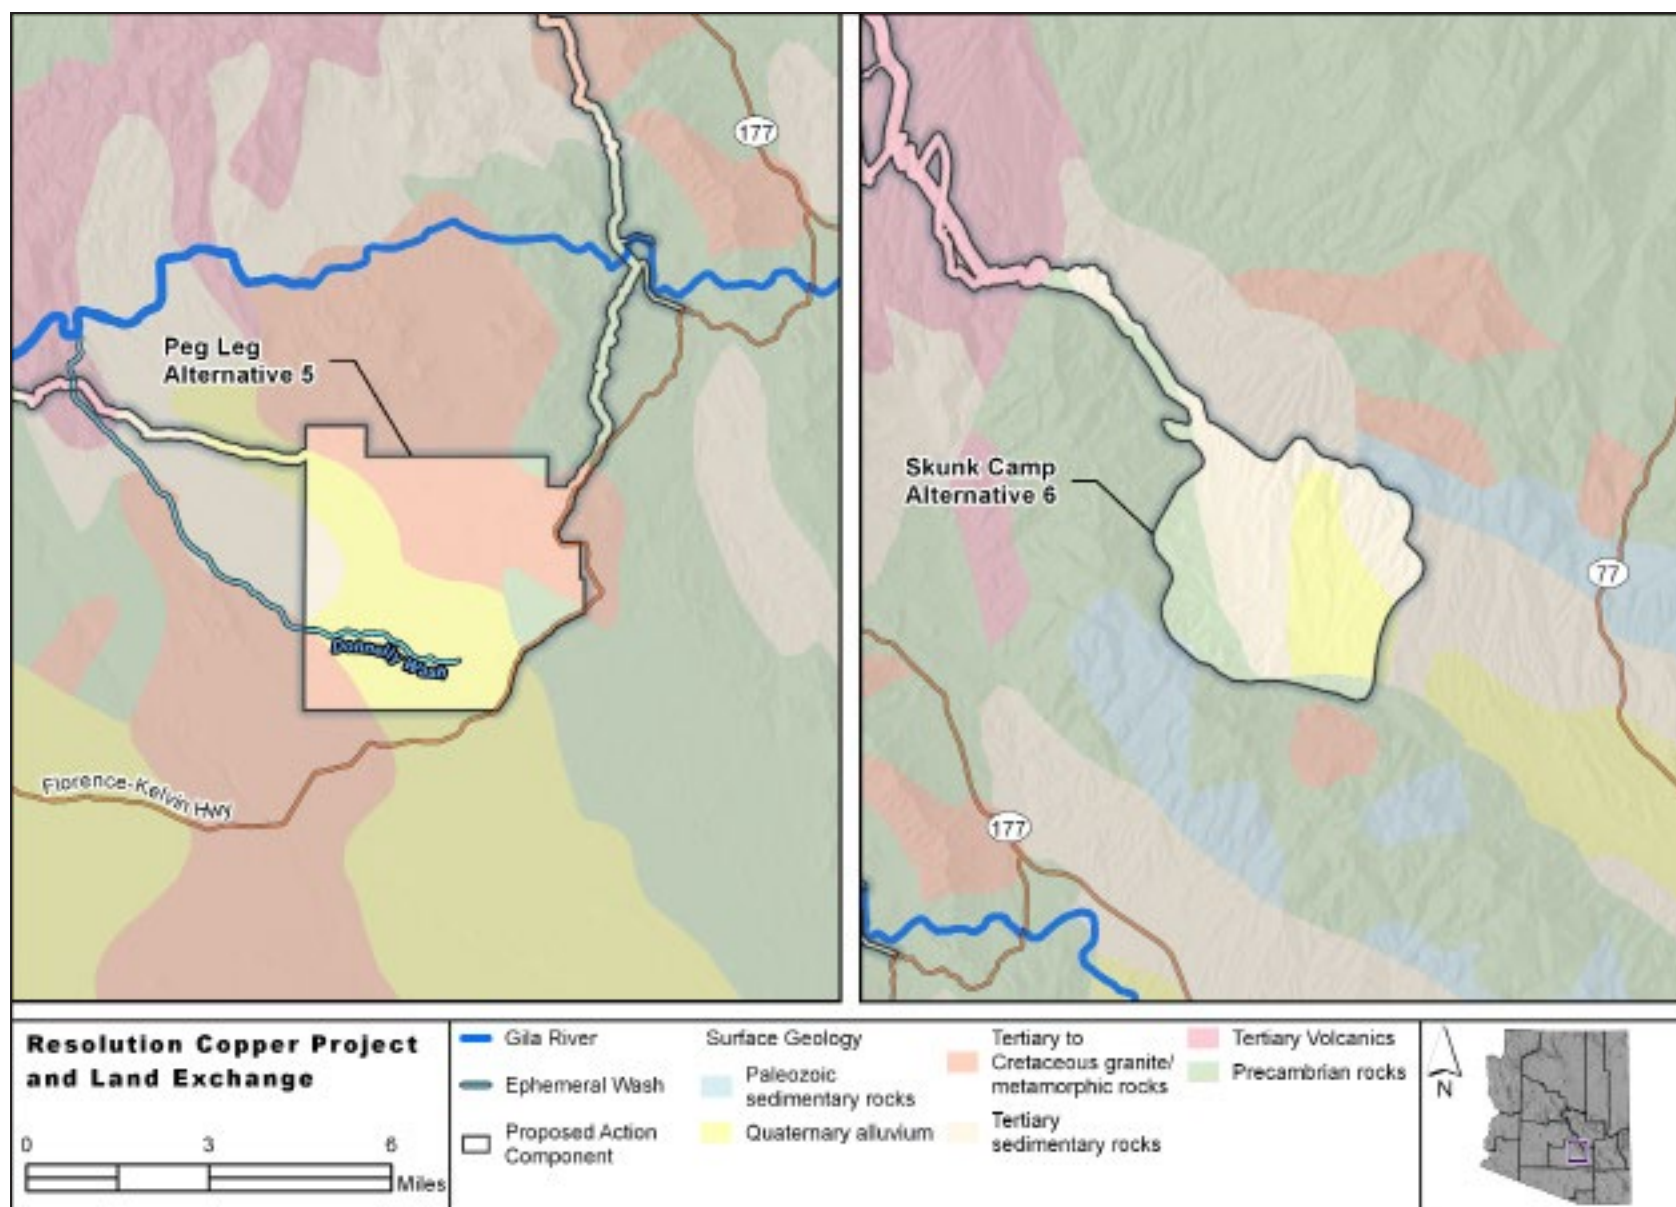 177
Peg Leg
Alternative 5
Donnelly Wash
Florence-Kelvin Hwy
Skunk Camp
Alternative 6
77
177
Resolution Copper Project
and Land Exchange
0 3 6
Miles
Gila River
Ephemeral Wash
Proposed Action
Component
Surface Geology
Paleozoic
sedimentary rocks
Quaternary alluvium
Tertiary to
Cretaceous granite/
metamorphic rocks
Tertiary
sedimentary rocks
Tertiary Volcanics
Precambrian rocks
N